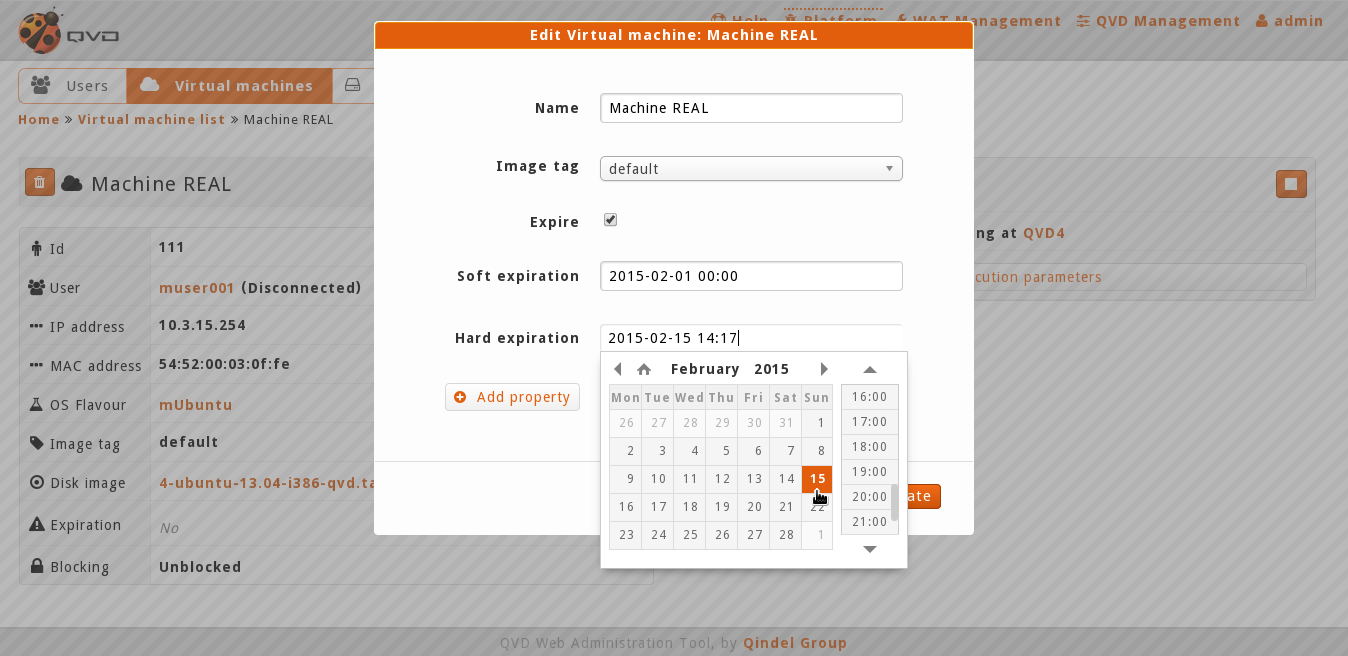 QVD
Help Platform WAT Management QVD Management admin
Users Virtual machines
Home » Virtual machine list » Machine REAL
Machine REAL
Id 111
User muser001 (Disconnected)
IP address 10.3.15.254
MAC address 54:52:00:03:0f:fe
OS Flavour mUbuntu
Image tag default
Disk image 4-ubuntu-13.04-i386-qvd.ta
Expiration No
Blocking Unblocked
ng at QVD4
cution parameters
Edit Virtual machine: Machine REAL
Name Machine REAL
Image tag default
Expire
Soft expiration 2015-02-01 00:00
Hard expiration 2015-02-15 14:17
Add property
February 2015
Mon Tue Wed Thu Fri Sat Sun
26 27 28 29 30 31 1
2 3 4 5 6 7 8
9 10 11 12 13 14 15
16 17 18 19 20 21 22
23 24 25 26 27 28 1
16:00
17:00
18:00
19:00
20:00
21:00
ate
QVD Web Administration Tool, by Qindel Group